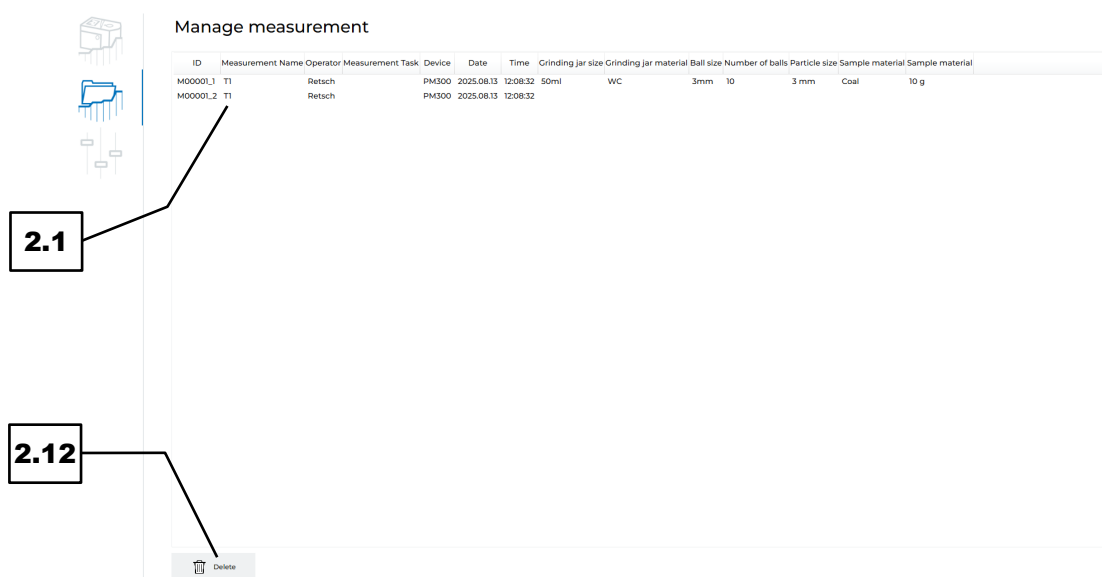 Manage measurement
ID Measurement Name Operator Measurement Task Device Date Time Grinding jar size Grinding jar material Ball size Number of balls Particle size Sample material Sample material
M00001_1 T1 Retsch PM300 2025.08.13 12:08:32 50ml WC 3mm 10 3 mm Coal 10 g
M00001_2 T1 Retsch PM300 2025.08.13 12:08:32
2.1
2.12
Delete